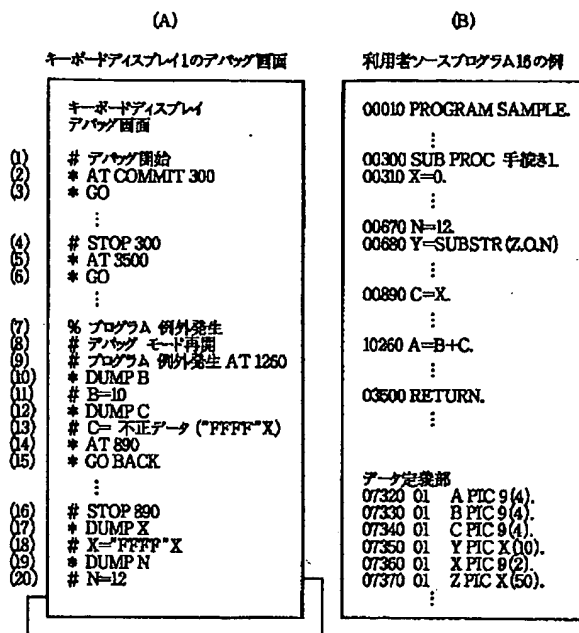 (A)
キーボードディスプレイ1のデバッグ画面
キーボードディスプレイ
デバッグ画面
(1) # デバッグ開始
(2) * AT COMMIT 300
(3) * GO
(4) # STOP 300
(5) * AT 3500
(6) * GO
(7) % プログラム 例外発生
(8) # デバッグ モード再開
(9) # プログラム 例外発生 AT 1260
(10) * DUMP B
(11) # B=10
(12) * DUMP C
(13) # C= 不正データ ("FFFF"X)
(14) * AT 890
(15) * GO BACK
(16) # STOP 890
(17) * DUMP X
(18) # X="FFFF"X
(19) * DUMP N
(20) # N=12
(B)
利用者ソースプログラム16の例
00010 PROGRAM SAMPLE.
00300 SUB PROC 手続き1.
00310 X=0.
00670 N=12.
00680 Y=SUBSTR(Z.O.N)
00890 C=X.
10260 A=B+C.
03500 RETURN.
データ定義部
07320 01 A PIC 9(4).
07330 01 B PIC 9(4).
07340 01 C PIC 9(4).
07350 01 Y PIC X(10).
07360 01 X PIC 9(2).
07370 01 Z PIC X(50).